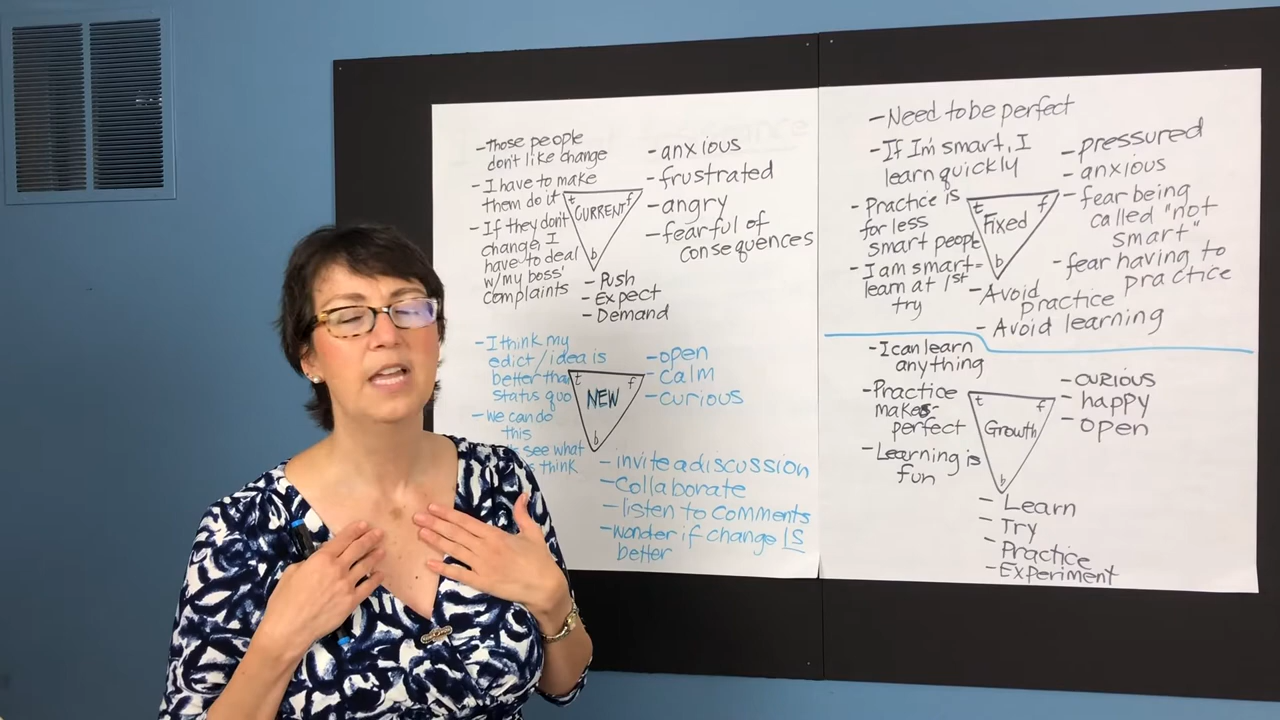 -those people
don't like change
-I have to make
them do it
-If they don't
change, I
have to deal
w/my boss'
complaints
t CURRENT f
b
-anxious
-frustrated
-angry
-fearful of
consequences
-Push
-Expect
-Demand
-I think my
edict/idea is
better than
status quo
-we can do
this
see what
think
t f
NEW
b
-open
-calm
-curious
-invite a discussion
-Collaborate
-listen to comments
-wonder if change IS
better
-Need to be perfect
-If I'm smart, I
learn quickly
-Practice is
for less
smart people
-I am smart=
learn at 1st
try
t f
Fixed
b
-pressured
-anxious
-fear being
called "not
smart"
-fear having to
practice
-Avoid
practice
-Avoid learning
-I can learn
anything
-Practice
makes
perfect
-Learning is
fun
t f
Growth
b
-curious
-happy
-open
-Learn
-Try
-Practice
-Experiment